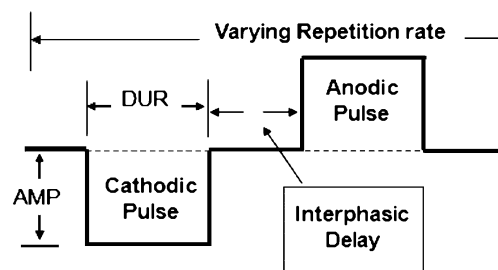 Varying Repetition rate
DUR
Anodic
Pulse
AMP
Cathodic
Pulse
Interphasic
Delay